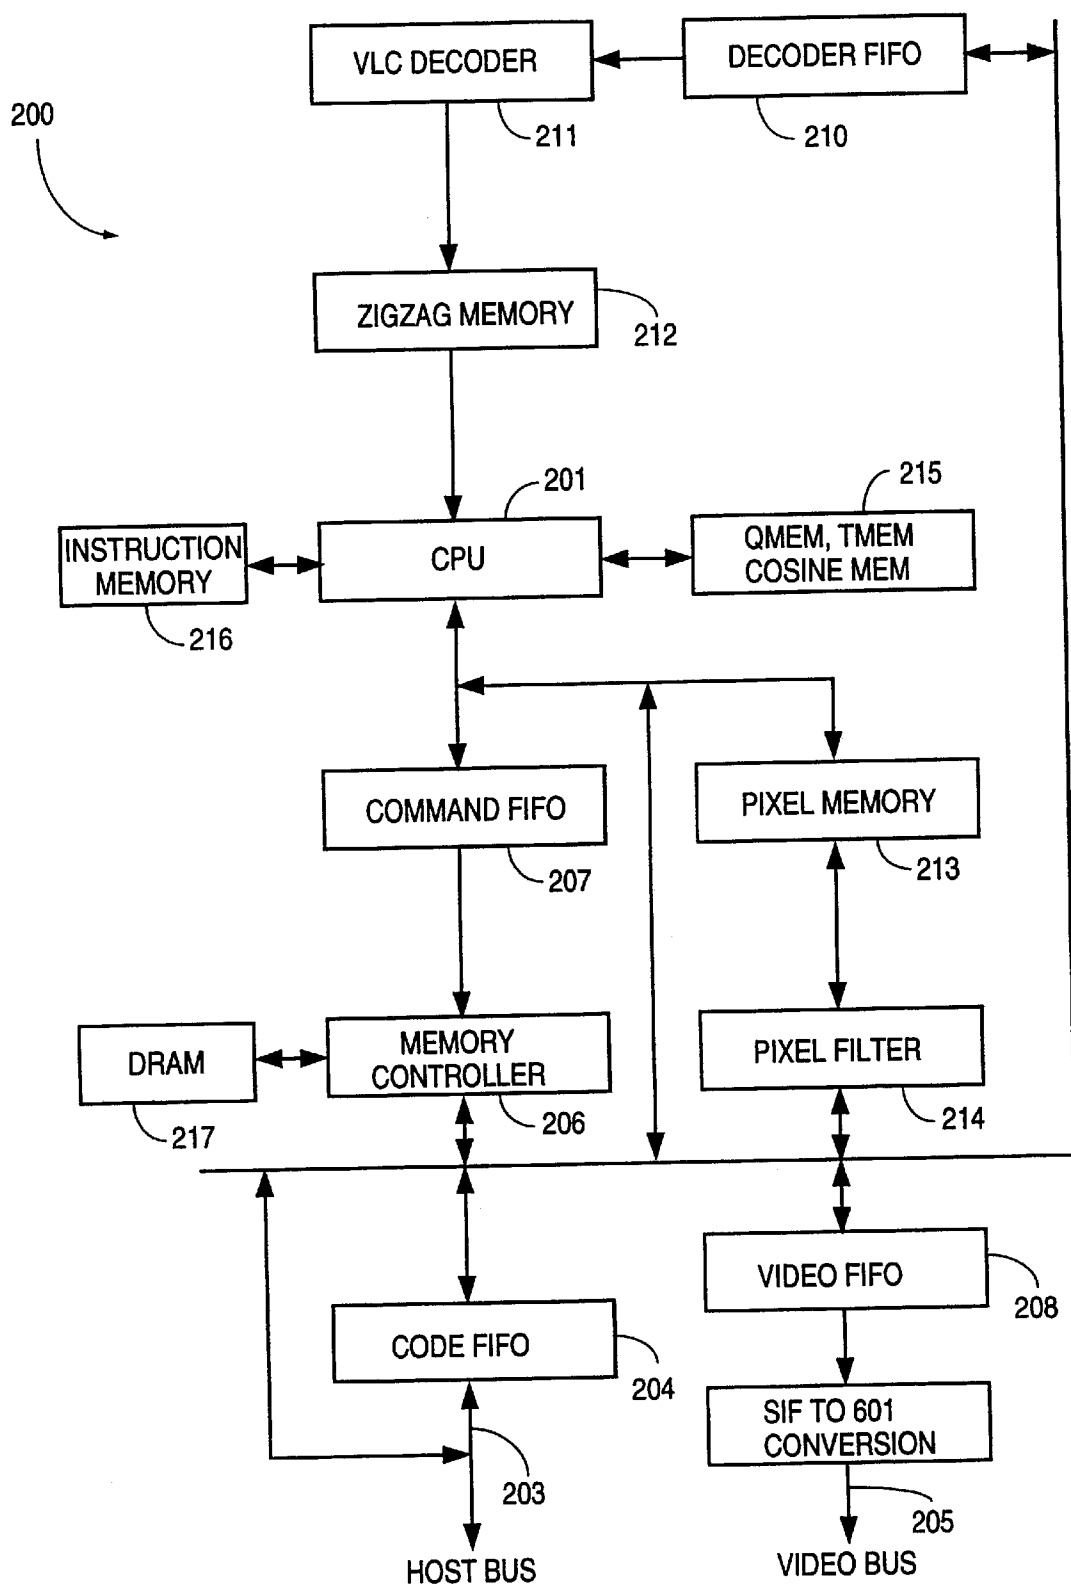 VLC DECODER
DECODER FIFO
200
211
210
ZIGZAG MEMORY
212
201
215
INSTRUCTION
MEMORY
CPU
QMEM, TMEM
COSINE MEM
216
COMMAND FIFO
PIXEL MEMORY
207
213
DRAM
MEMORY
CONTROLLER
PIXEL FILTER
217
206
214
VIDEO FIFO
208
CODE FIFO
204
SIF TO 601
CONVERSION
203
205
HOST BUS
VIDEO BUS